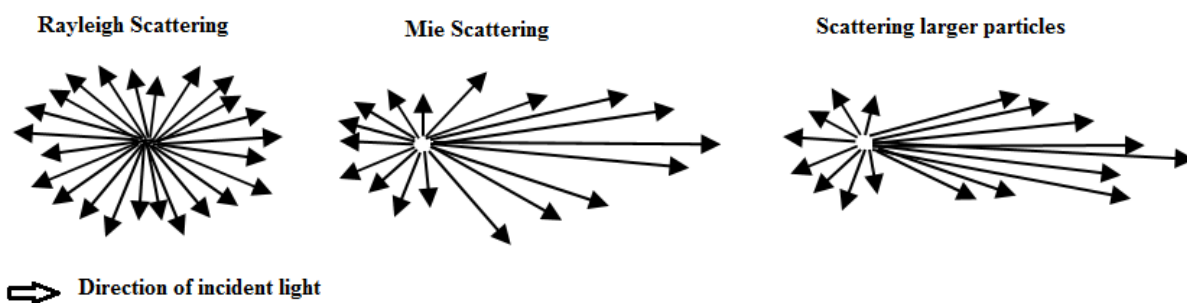 Rayleigh Scattering
Mie Scattering
Scattering larger particles
Direction of incident light